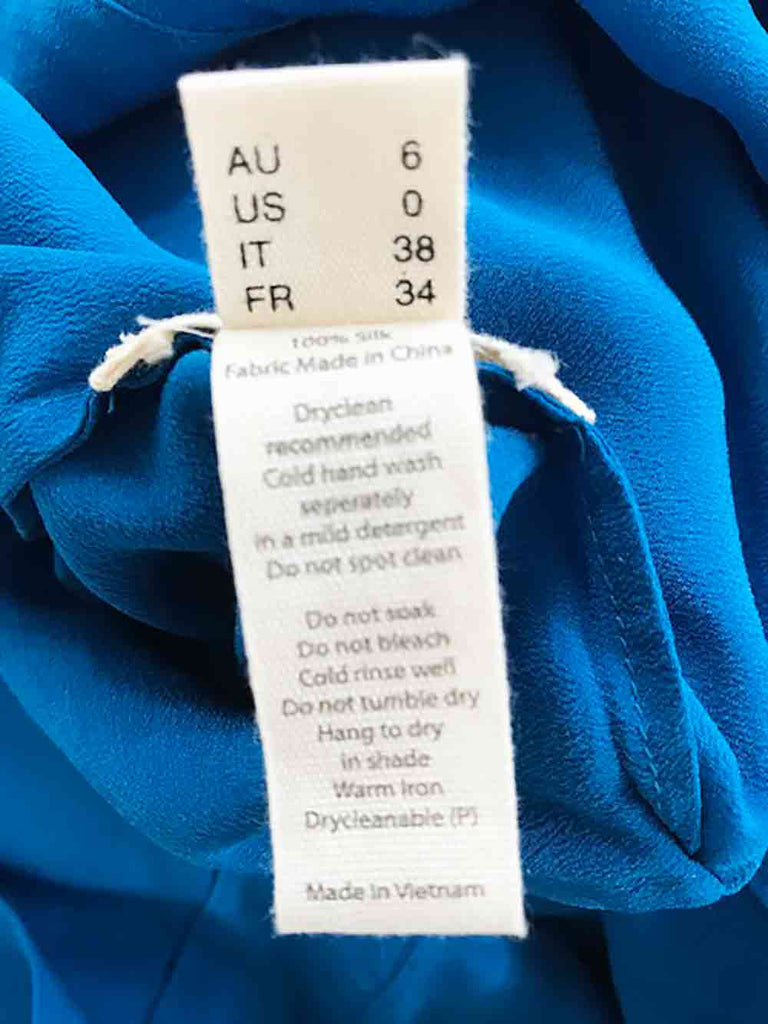 AU 6
US 0
IT 38
FR 34
100% Silk
Fabric Made in China
Dryclean
recommended
Cold hand wash
seperately
in a mild detergent
Do not spot clean
Do not soak
Do not bleach
Cold rinse well
Do not tumble dry
Hang to dry
in shade
Warm Iron
Drycleanable (P)
Made In Vietnam